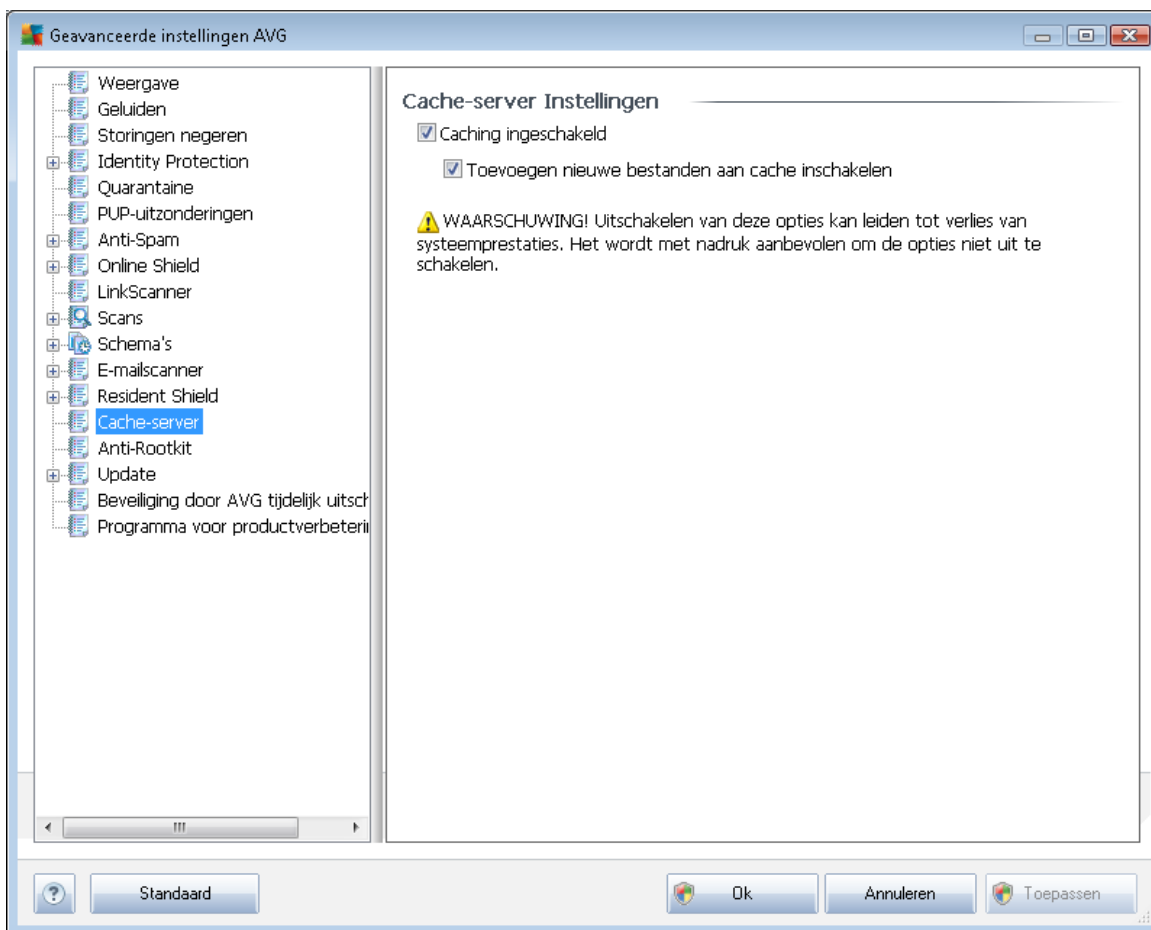 Geavanceerde instellingen AVG
Weergave
Geluiden
Storingen negeren
Identity Protection
Quarantaine
PUP-uitzonderingen
Anti-Spam
Online Shield
LinkScanner
Scans
Schema's
E-mailscanner
Resident Shield
Cache-server
Anti-Rootkit
Update
Beveiliging door AVG tijdelijk uitsch
Programma voor productverbeterin
Cache-server Instellingen
Caching ingeschakeld
Toevoegen nieuwe bestanden aan cache inschakelen
WAARSCHUWING! Uitschakelen van deze opties kan leiden tot verlies van
systeemprestaties. Het wordt met nadruk aanbevolen om de opties niet uit te
schakelen.
Standaard
Ok
Annuleren
Toepassen